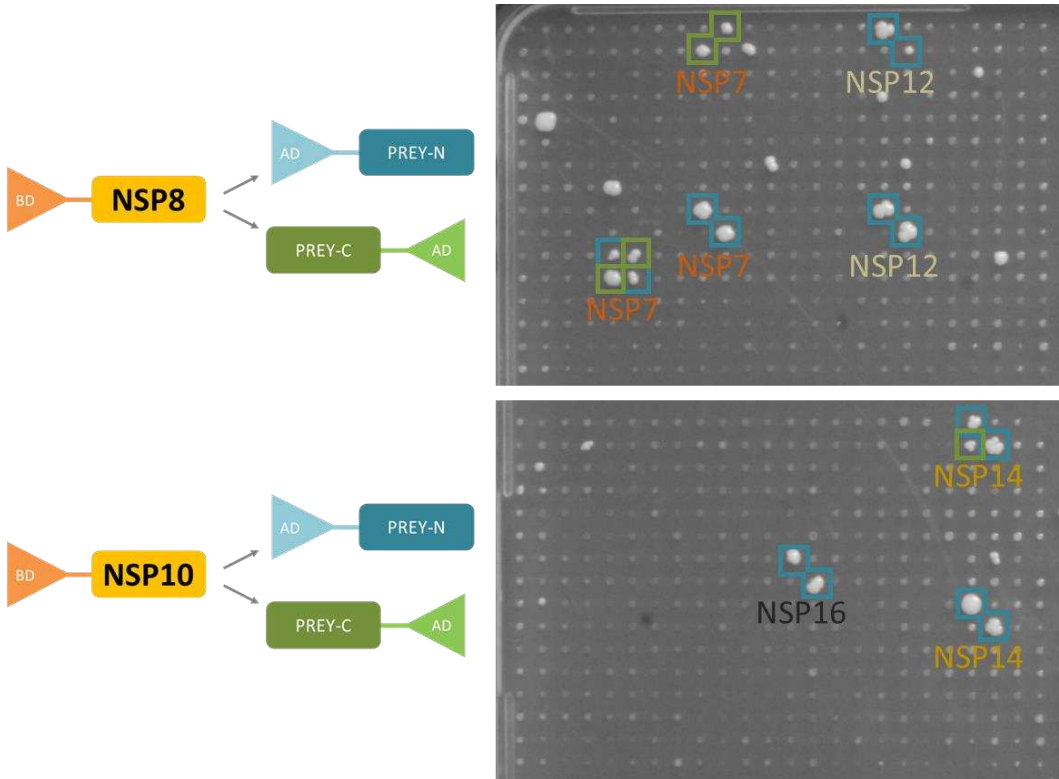 NSP7
NSP12
AD
PREY-N
BD
NSP8
PREY-C
AD
NSP7
NSP12
NSP7
NSP14
AD
PREY-N
BD
NSP10
PREY-C
AD
NSP16
NSP14